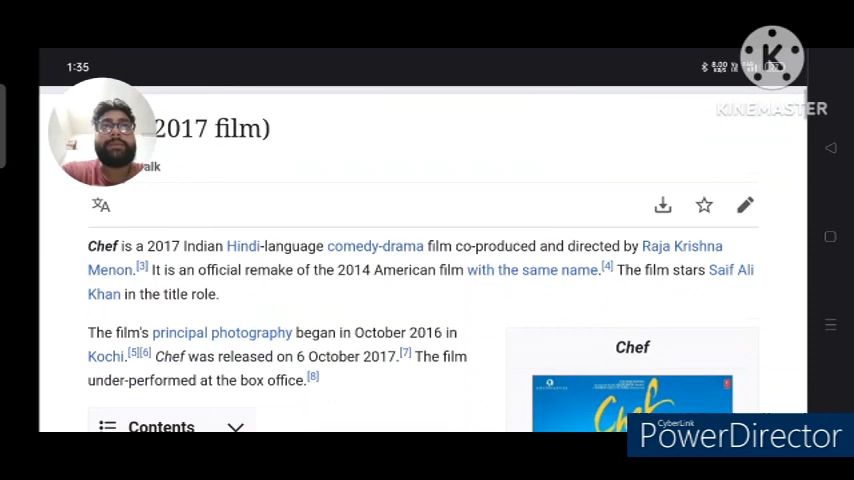 1:35
8.00
KB/S
K
KINEMASTER
2017 film)
alk
Chef is a 2017 Indian Hindi-language comedy-drama film co-produced and directed by Raja Krishna
Menon.[3] It is an official remake of the 2014 American film with the same name.[4] The film stars Saif Ali
Khan in the title role.
The film's principal photography began in October 2016 in
Kochi.[5][6] Chef was released on 6 October 2017.[7] The film
under-performed at the box office.[8]
Chef
Contents
Chef
CyberLink
PowerDirector